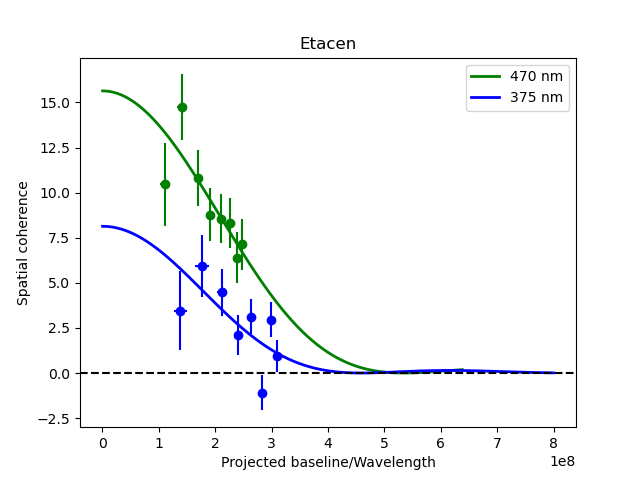 Etacen
470 nm
375 nm
Spatial coherence
15.0
12.5
10.0
7.5
5.0
2.5
0.0
−2.5
0 1 2 3 4 5 6 7 8
1e8
Projected baseline/Wavelength